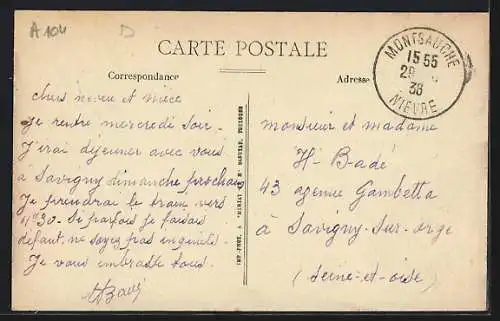 A 104
D
CARTE POSTALE
Correspondance
Adresse
MONTSAUCHE
15 55
29
38
NIEVRE
chers neveu et nièce
Je rentre mercredi soir.
J'irai déjeuner avec vous
à Savigny dimanche prochain
Je prendrai le train vers
11h30. Si parfois je faisais
défaut, ne soyez pas inquiets
Je vous embrasse tous.
HBadé
Monsieur et madame
H. Badé
43 avenue Gambetta
à Savigny-sur-orge
(Seine-et-oise)